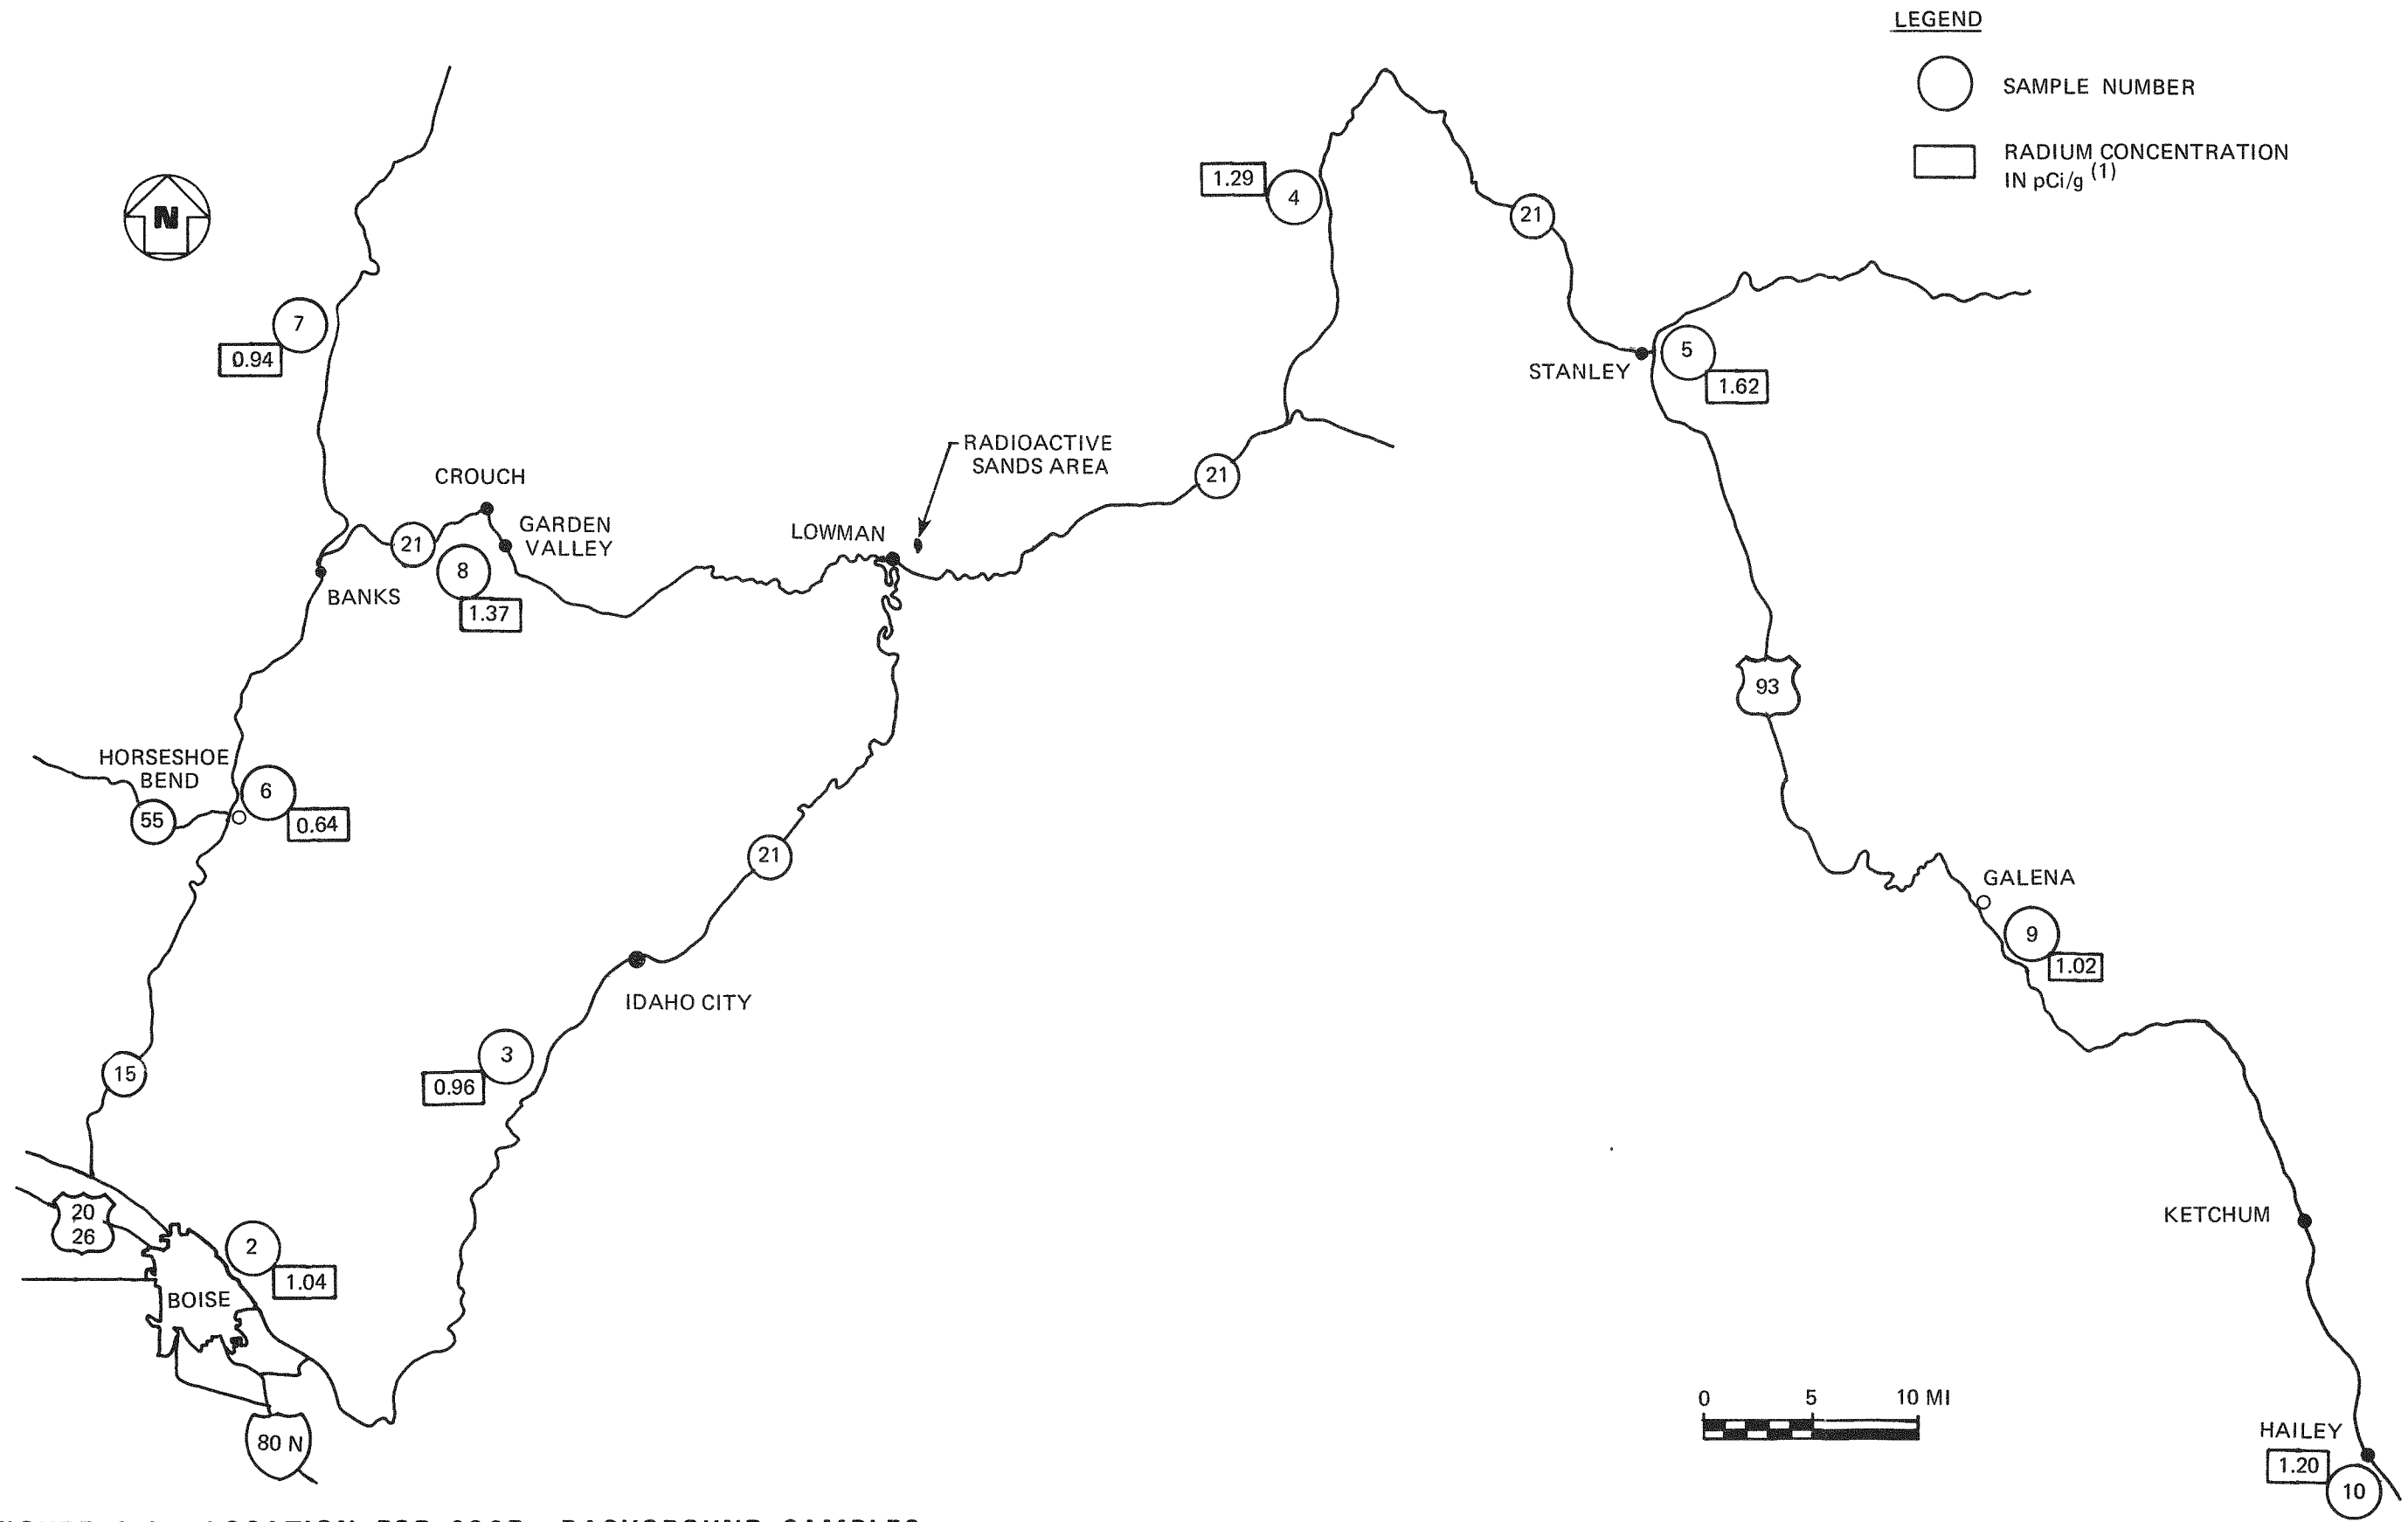 LEGEND
SAMPLE NUMBER
RADIUM CONCENTRATION
IN pCi/g (1)
N
1.29
4
21
7
0.94
5
STANLEY
1.62
RADIOACTIVE
SANDS AREA
21
CROUCH
GARDEN
VALLEY
21
LOWMAN
8
BANKS
1.37
93
HORSESHOE
BEND
6
55
0.64
21
GALENA
9
1.02
IDAHO CITY
3
15
0.96
20
26
KETCHUM
2
1.04
BOISE
0 5 10 MI
80 N
HAILEY
1.20
10